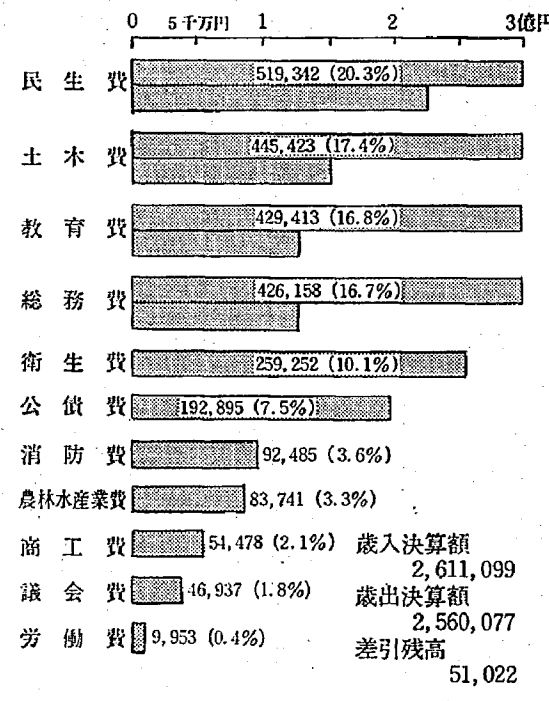 0 5千万円 1 2 3億円
民生費 519,342 (20.3%)
土木費 445,423 (17.4%)
教育費 429,413 (16.8%)
総務費 426,158 (16.7%)
衛生費 259,252 (10.1%)
公債費 192,895 (7.5%)
消防費 92,485 (3.6%)
農林水産業費 83,741 (3.3%)
商工費 54,478 (2.1%)
議会費 46,937 (1.8%)
労働費 9,953 (0.4%)
歳入決算額
2,611,099
歳出決算額
2,560,077
差引残高
51,022